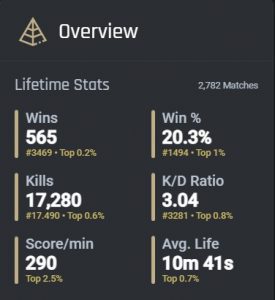 Overview
Lifetime Stats 2,782 Matches
Wins Win %
565 20.3%
#3469 • Top 0.2% #1494 • Top 1%
Kills K/D Ratio
17,280 3.04
#17.490 • Top 0.6% #3281 • Top 0.8%
Score/min Avg. Life
290 10m 41s
Top 2.5% Top 0.7%